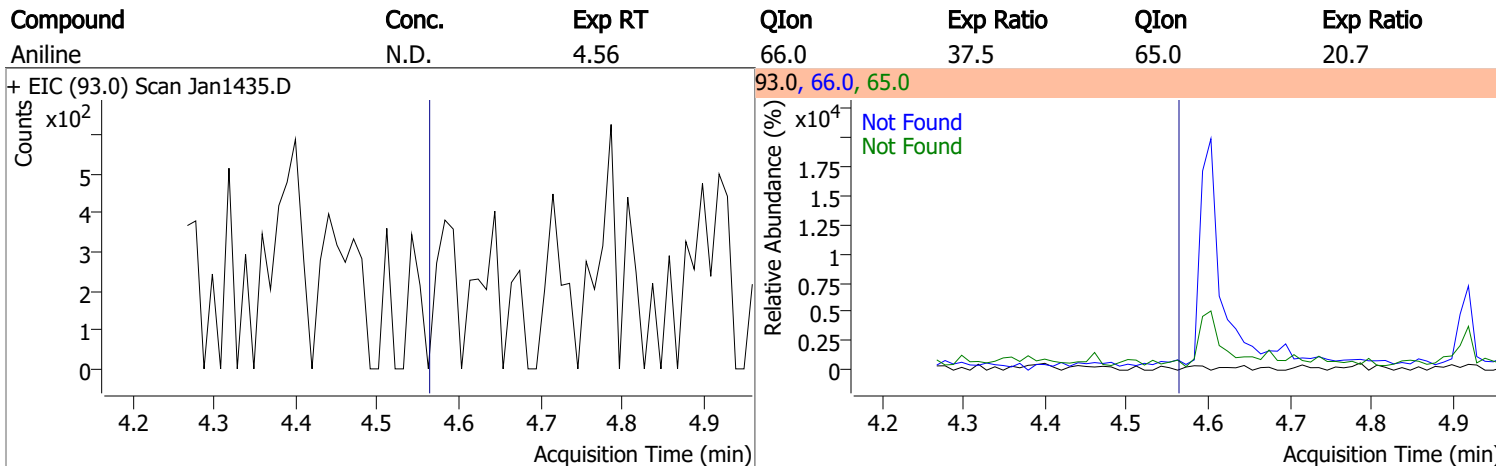 Compound Conc. Exp RT QIon Exp Ratio QIon Exp Ratio
Aniline N.D. 4.56 66.0 37.5 65.0 20.7
+ EIC (93.0) Scan Jan1435.D
Counts
x10²
5
4
3
2
1
0
4.2 4.3 4.4 4.5 4.6 4.7 4.8 4.9
Acquisition Time (min)
93.0, 66.0, 65.0
Relative Abundance (%)
x10⁴
Not Found
Not Found
1.75
1.5
1.25
1
0.75
0.5
0.25
0
4.2 4.3 4.4 4.5 4.6 4.7 4.8 4.9
Acquisition Time (min)